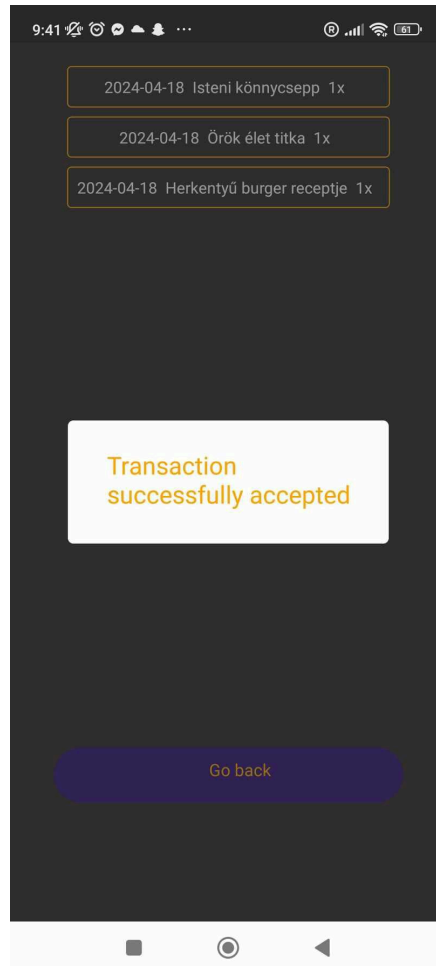 9:41
61
2024-04-18 Isteni könnycsepp 1x
2024-04-18 Örök élet titka 1x
2024-04-18 Herkentyű burger receptje 1x
Transaction
successfully accepted
Go back